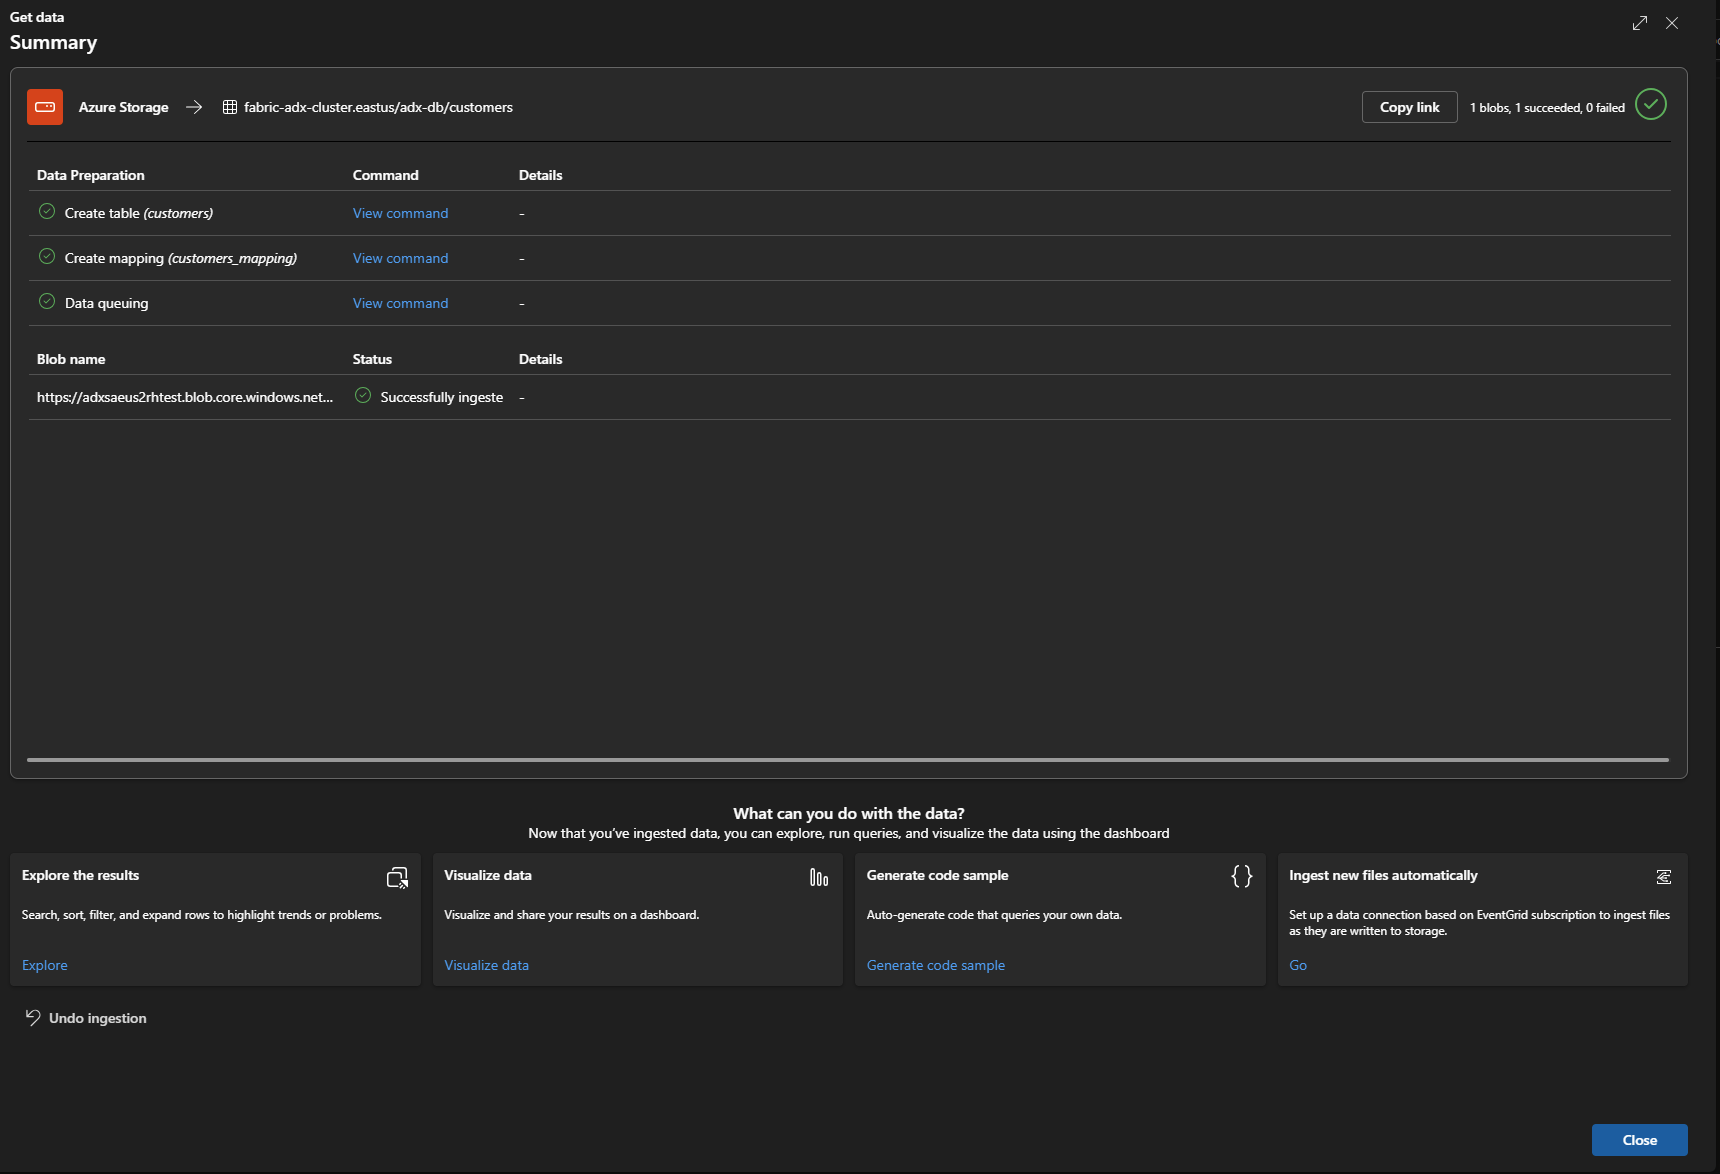 Get data
Summary
Azure Storage
fabric-adx-cluster.eastus/adx-db/customers
Copy link
1 blobs, 1 succeeded, 0 failed
Data Preparation Command Details
Create table (customers) View command -
Create mapping (customers_mapping) View command -
Data queuing View command -
Blob name Status Details
https://adxsaeus2rhtest.blob.core.windows.net... Successfully ingeste -
What can you do with the data?
Now that you've ingested data, you can explore, run queries, and visualize the data using the dashboard
Explore the results
Search, sort, filter, and expand rows to highlight trends or problems.
Explore
Visualize data
Visualize and share your results on a dashboard.
Visualize data
Generate code sample
Auto-generate code that queries your own data.
Generate code sample
Ingest new files automatically
Set up a data connection based on EventGrid subscription to ingest files
as they are written to storage.
Go
Undo ingestion
Close